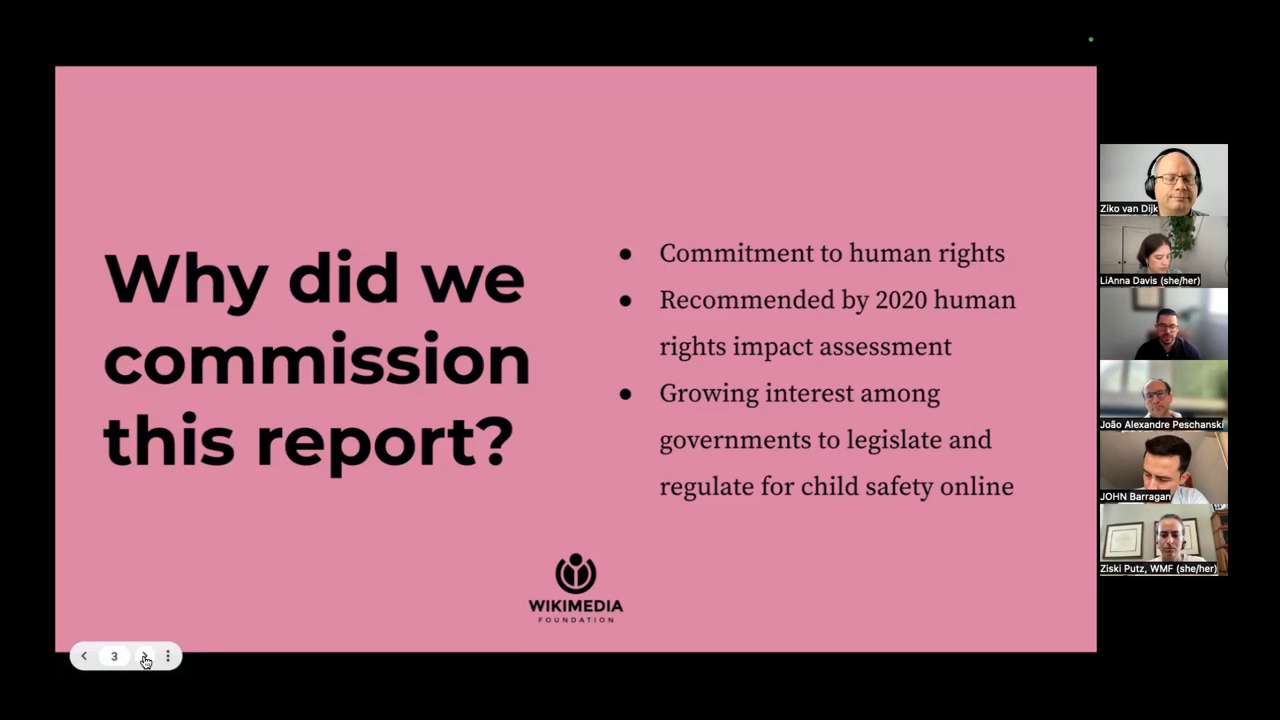 Why did we
commission
this report?
● Commitment to human rights
● Recommended by 2020 human
rights impact assessment
● Growing interest among
governments to legislate and
regulate for child safety online
WIKIMEDIA
FOUNDATION
3
Ziko van Dijk
LiAnna Davis (she/her)
João Alexandre Peschanski
JOHN Barragan
Ziski Putz, WMF (she/her)